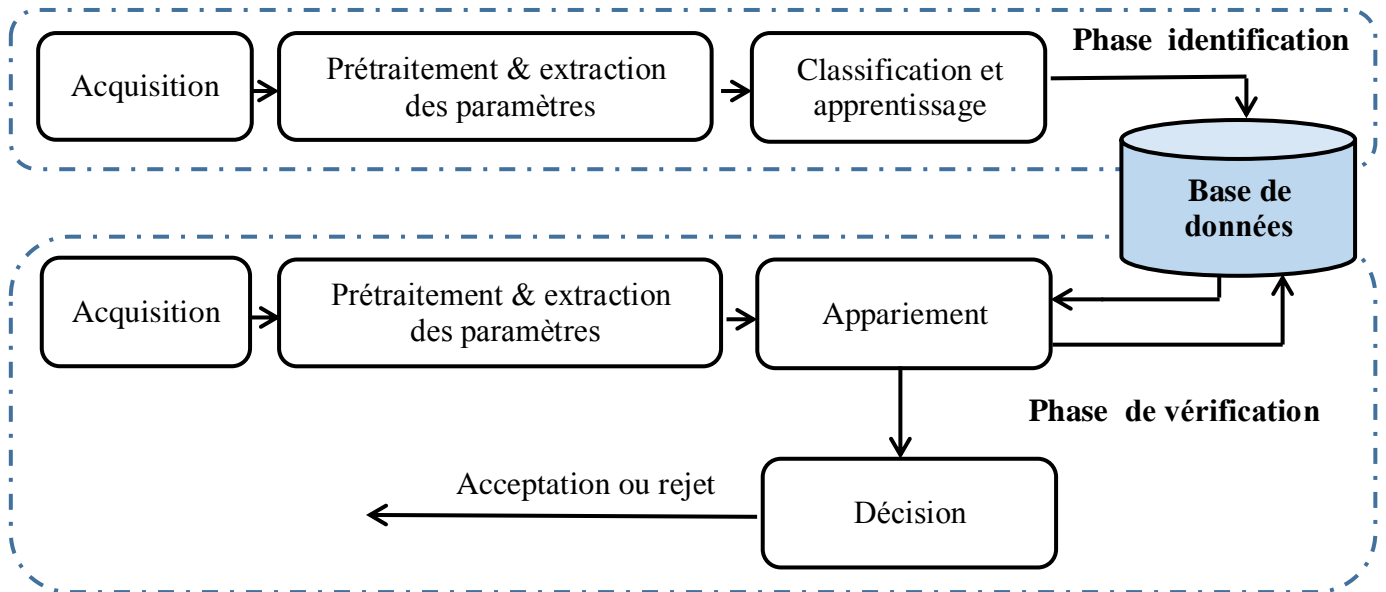 Phase identification
Acquisition
Prétraitement & extraction
des paramètres
Classification et
apprentissage
Base de
données
Acquisition
Prétraitement & extraction
des paramètres
Appariement
Phase de vérification
Acceptation ou rejet
Décision